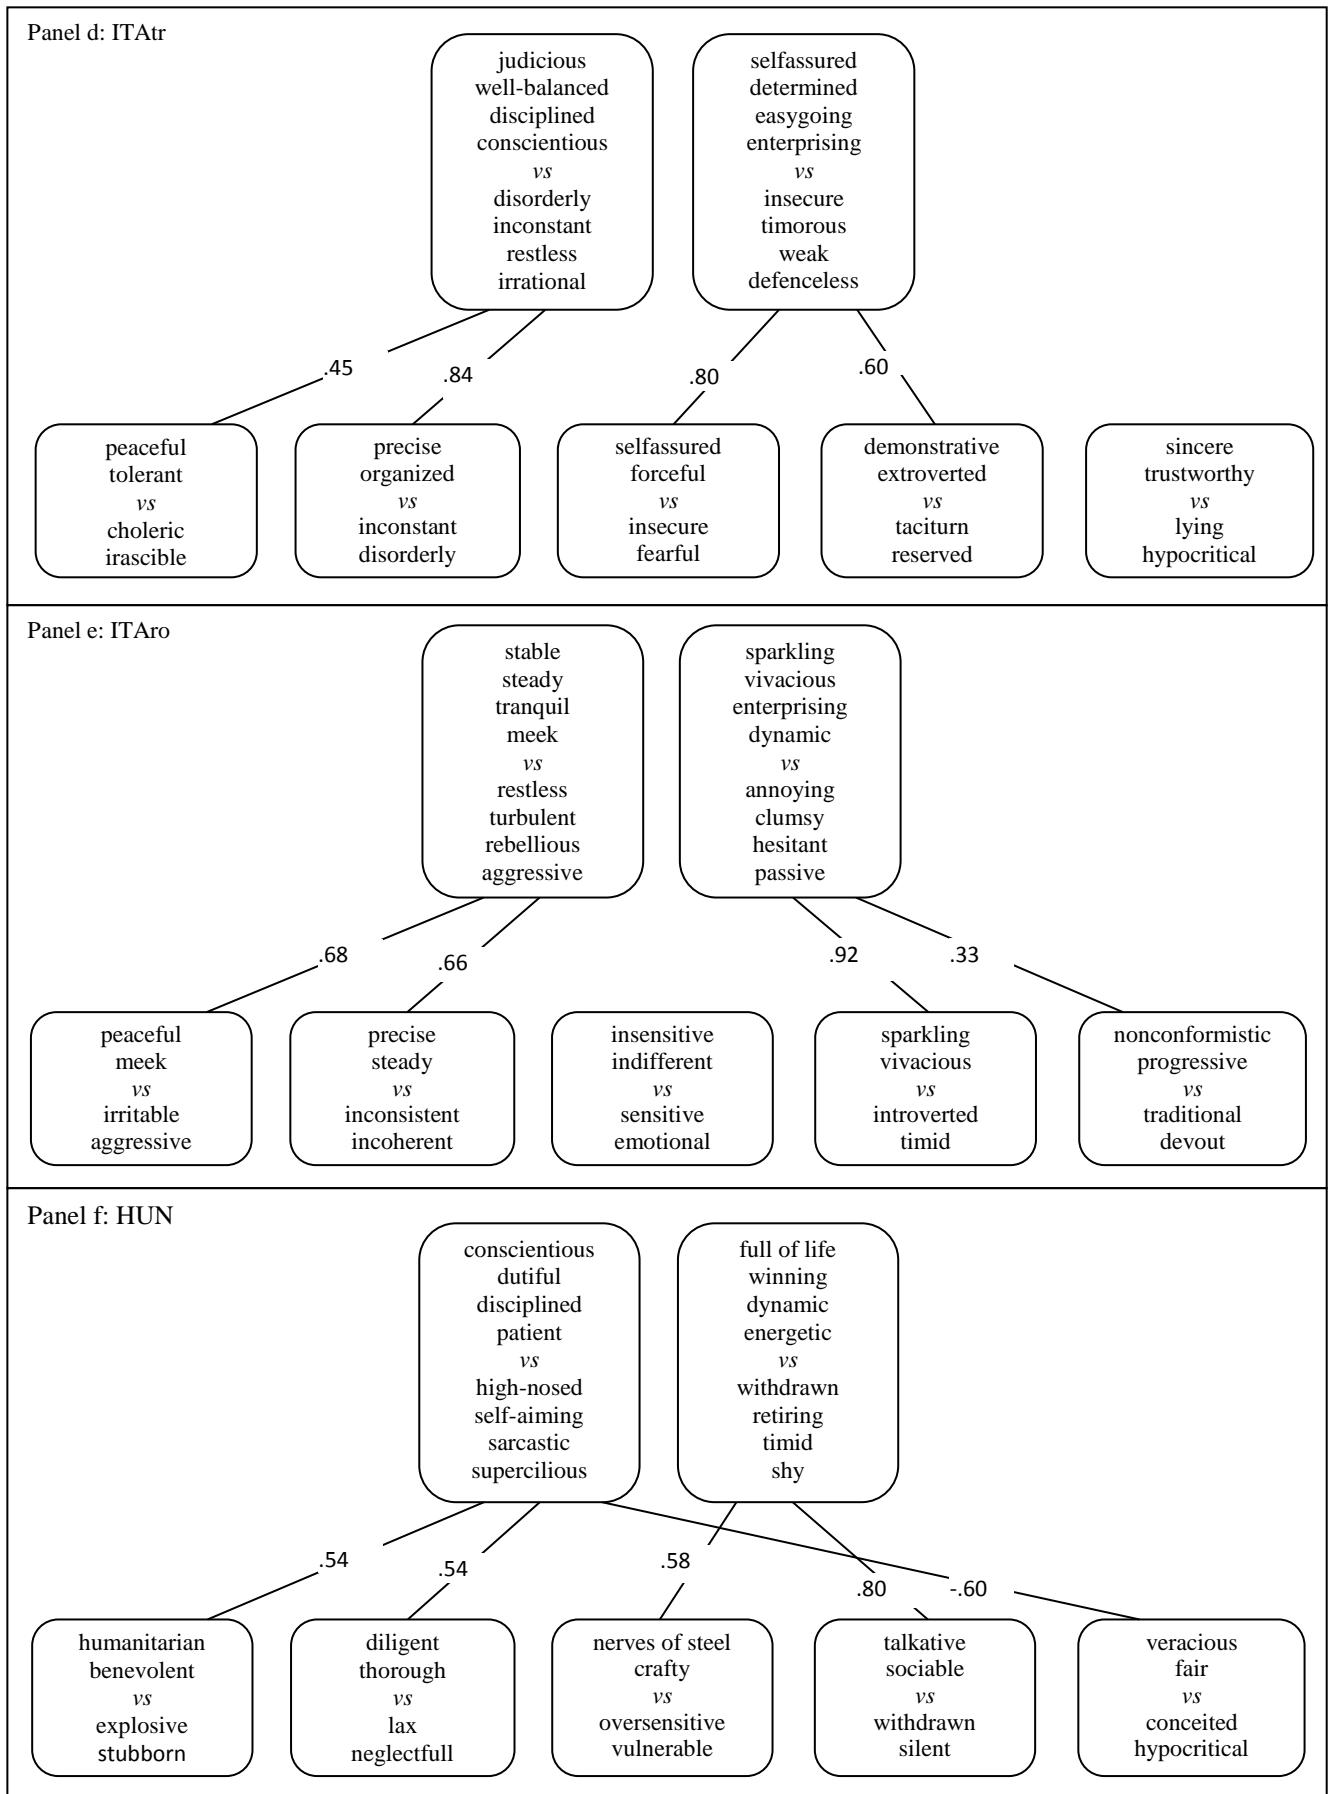 Panel d: ITAtr
judicious
well-balanced
disciplined
conscientious
vs
disorderly
inconstant
restless
irrational
selfassured
determined
easygoing
enterprising
vs
insecure
timorous
weak
defenceless
.45
.84
.80
.60
peaceful
tolerant
vs
choleric
irascible
precise
organized
vs
inconstant
disorderly
selfassured
forceful
vs
insecure
fearful
demonstrative
extroverted
vs
taciturn
reserved
sincere
trustworthy
vs
lying
hypocritical
Panel e: ITAro
stable
steady
tranquil
meek
vs
restless
turbulent
rebellious
aggressive
sparkling
vivacious
enterprising
dynamic
vs
annoying
clumsy
hesitant
passive
.68
.66
.92
.33
peaceful
meek
vs
irritable
aggressive
precise
steady
vs
inconsistent
incoherent
insensitive
indifferent
vs
sensitive
emotional
sparkling
vivacious
vs
introverted
timid
nonconformistic
progressive
vs
traditional
devout
Panel f: HUN
conscientious
dutiful
disciplined
patient
vs
high-nosed
self-aiming
sarcastic
supercilious
full of life
winning
dynamic
energetic
vs
withdrawn
retiring
timid
shy
.54
.54
.58
.80
-.60
humanitarian
benevolent
vs
explosive
stubborn
diligent
thorough
vs
lax
neglectfull
nerves of steel
crafty
vs
oversensitive
vulnerable
talkative
sociable
vs
withdrawn
silent
veracious
fair
vs
conceited
hypocritical